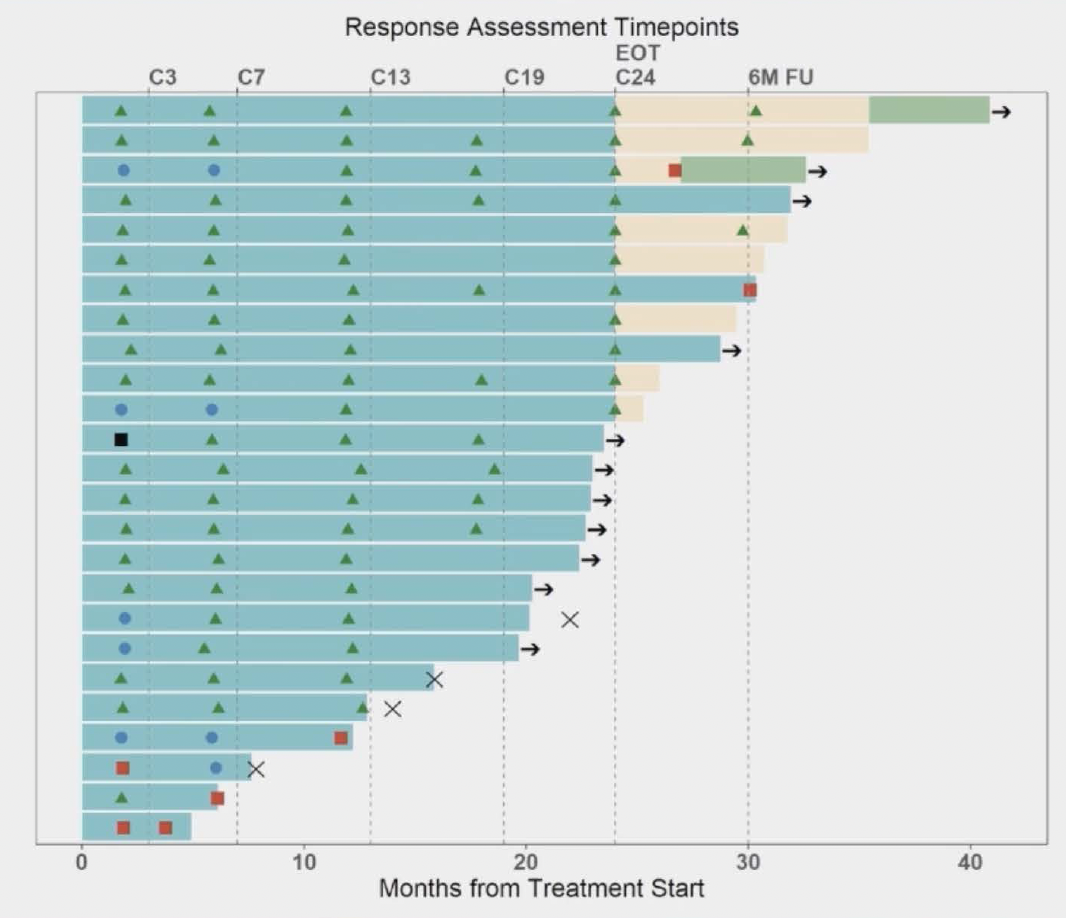 Response Assessment Timepoints
EOT
C3 C7 C13 C19 C24 6M FU
0 10 20 30 40
Months from Treatment Start